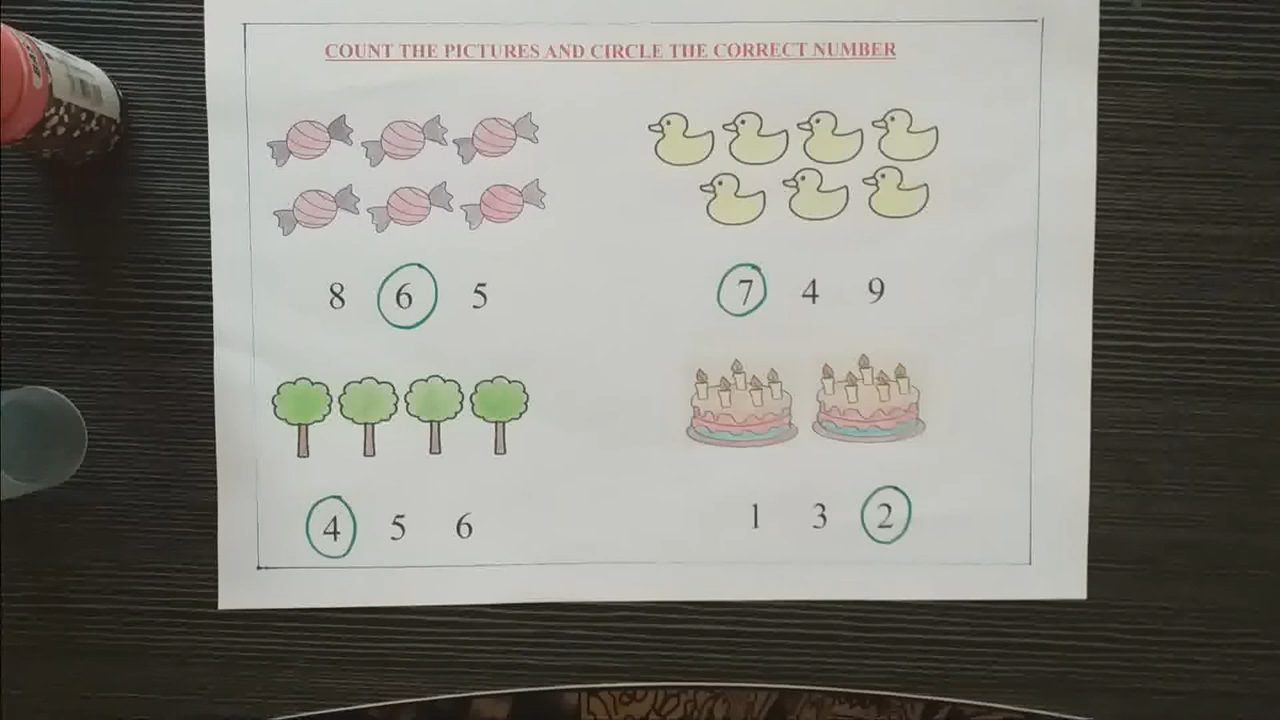 COUNT THE PICTURES AND CIRCLE THE CORRECT NUMBER
8 6 5
7 4 9
4 5 6
1 3 2